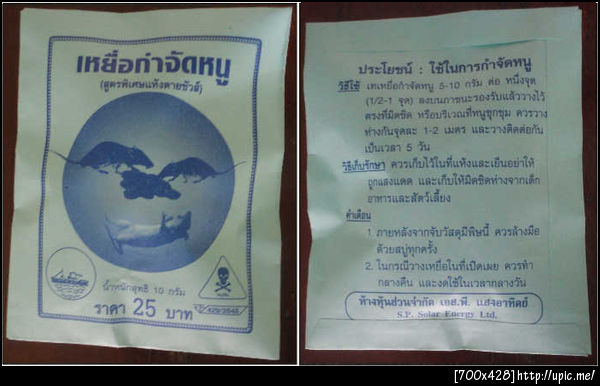 เหยื่อกำจัดหนู
(สูตรพิเศษแห้งตายชัวส์)
น้ำหนักสุทธิ 10 กรัม
ราคา 25 บาท
ประโยชน์ : ใช้ในการกำจัดหนู
วิธีใช้ เทเหยื่อกำจัดหนู 5-10 กรัม ต่อ หนึ่งจุด
(1/2-1 จุด) ลงบนภาชนะรองรับแล้ววางไว้
ตรงที่มิดชิด หรือบริเวณที่หนูชุกชุม ควรวาง
ห่างกันจุดละ 1-2 เมตร และวางติดต่อกัน
เป็นเวลา 5 วัน
วิธีเก็บรักษา ควรเก็บไว้ในที่แห้งและเย็นอย่าให้
ถูกแสงแดด และเก็บให้มิดชิดห่างจากเด็ก
อาหารและสัตว์เลี้ยง
คำเตือน
1. ภายหลังจากจับวัสดุมีพิษนี้ ควรล้างมือ
ด้วยสบู่ทุกครั้ง
2. ในกรณีวางเหยื่อในที่เปิดเผย ควรทำ
กลางคืน และงดใช้ในเวลากลางวัน
ห้างหุ้นส่วนจำกัด เอส.พี. แสงอาทิตย์
S.P. Solar Energy Ltd.
[700x428]http://upic.me/